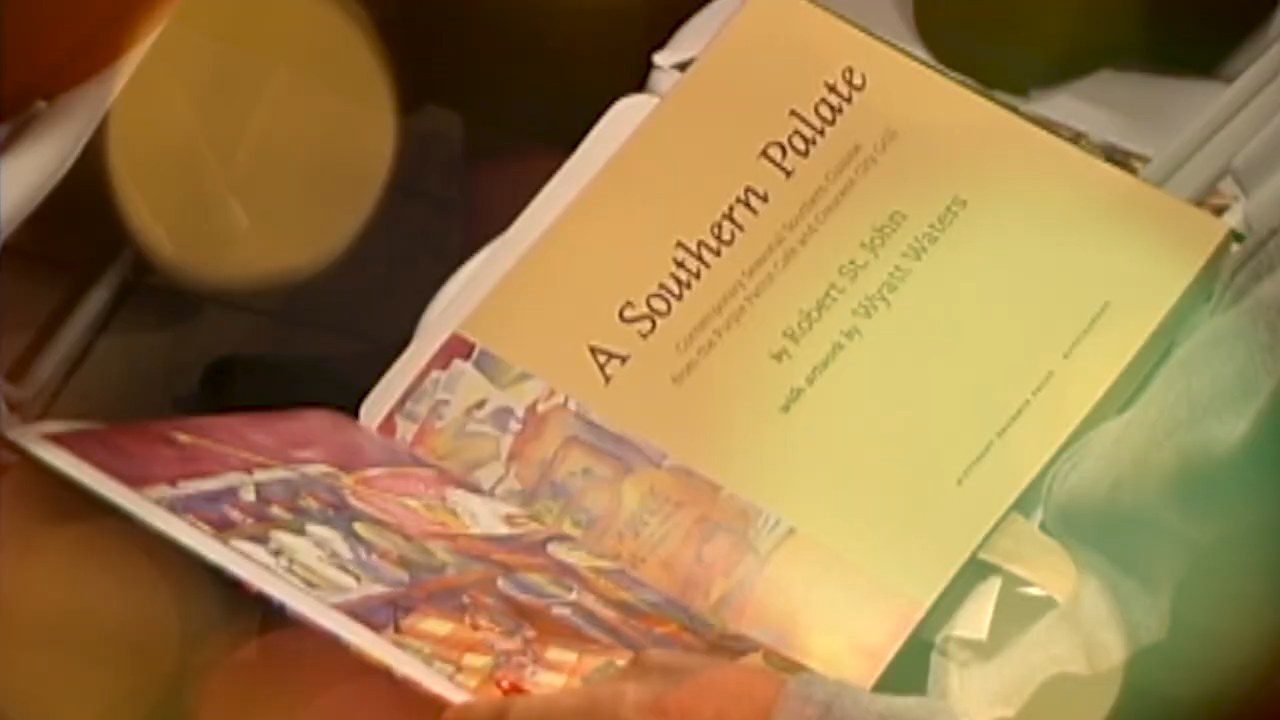 A Southern Palate
Contemporary Seasonal Southern Cuisine
from the Purple Parrot Café and Crescent City Grill
by Robert St. John
with artwork by Wyatt Waters